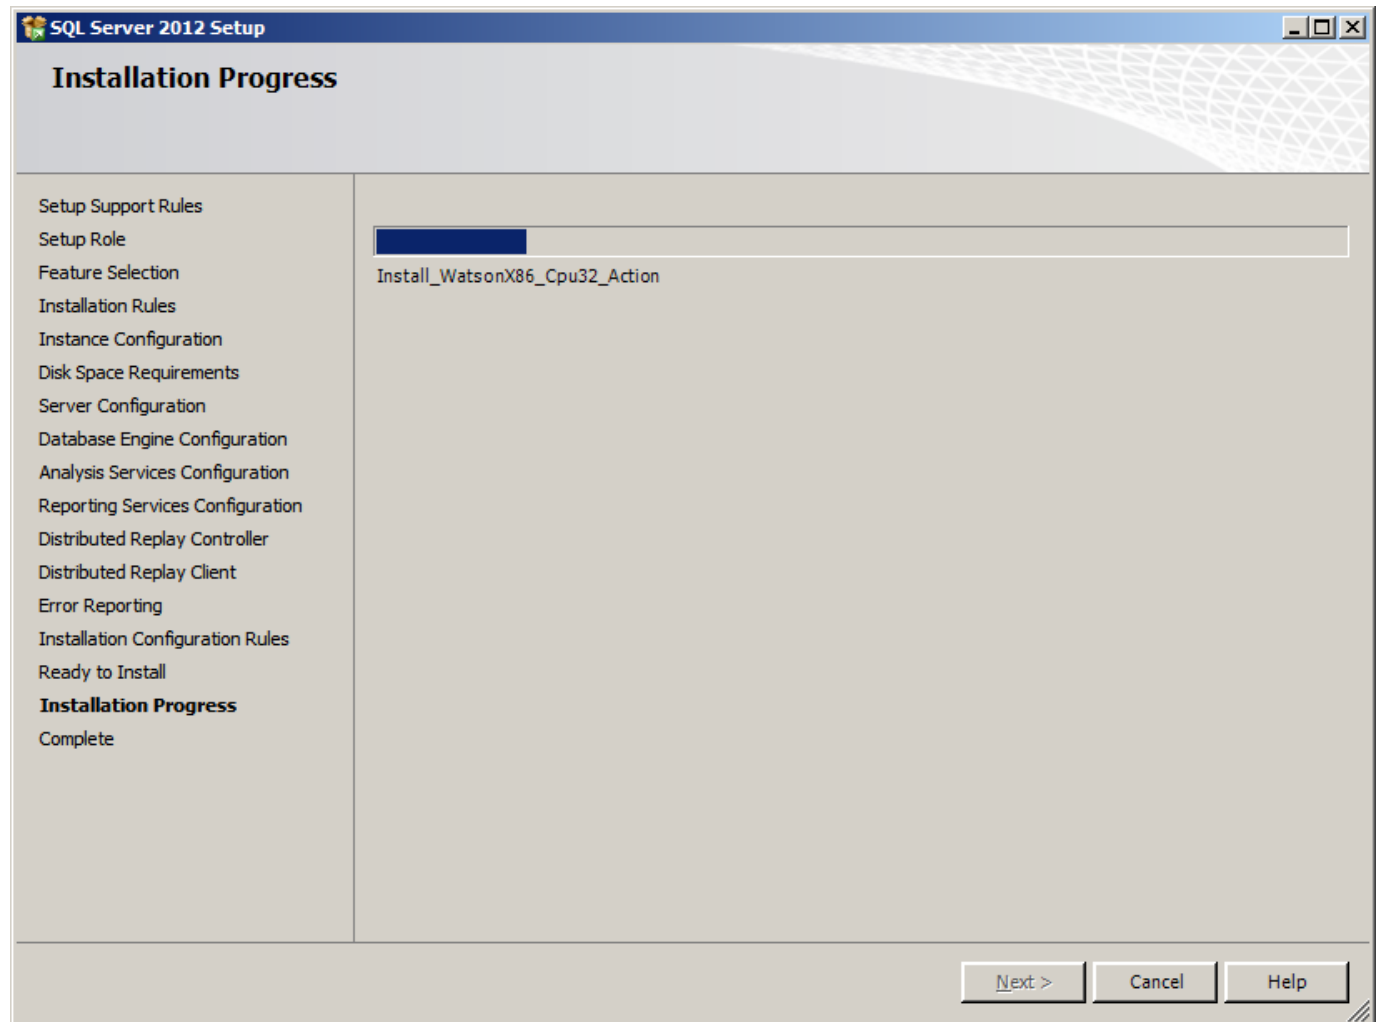 SQL Server 2012 Setup
Installation Progress
Setup Support Rules
Setup Role
Feature Selection
Installation Rules
Instance Configuration
Disk Space Requirements
Server Configuration
Database Engine Configuration
Analysis Services Configuration
Reporting Services Configuration
Distributed Replay Controller
Distributed Replay Client
Error Reporting
Installation Configuration Rules
Ready to Install
Installation Progress
Complete
Install_WatsonX86_Cpu32_Action
Next >
Cancel
Help